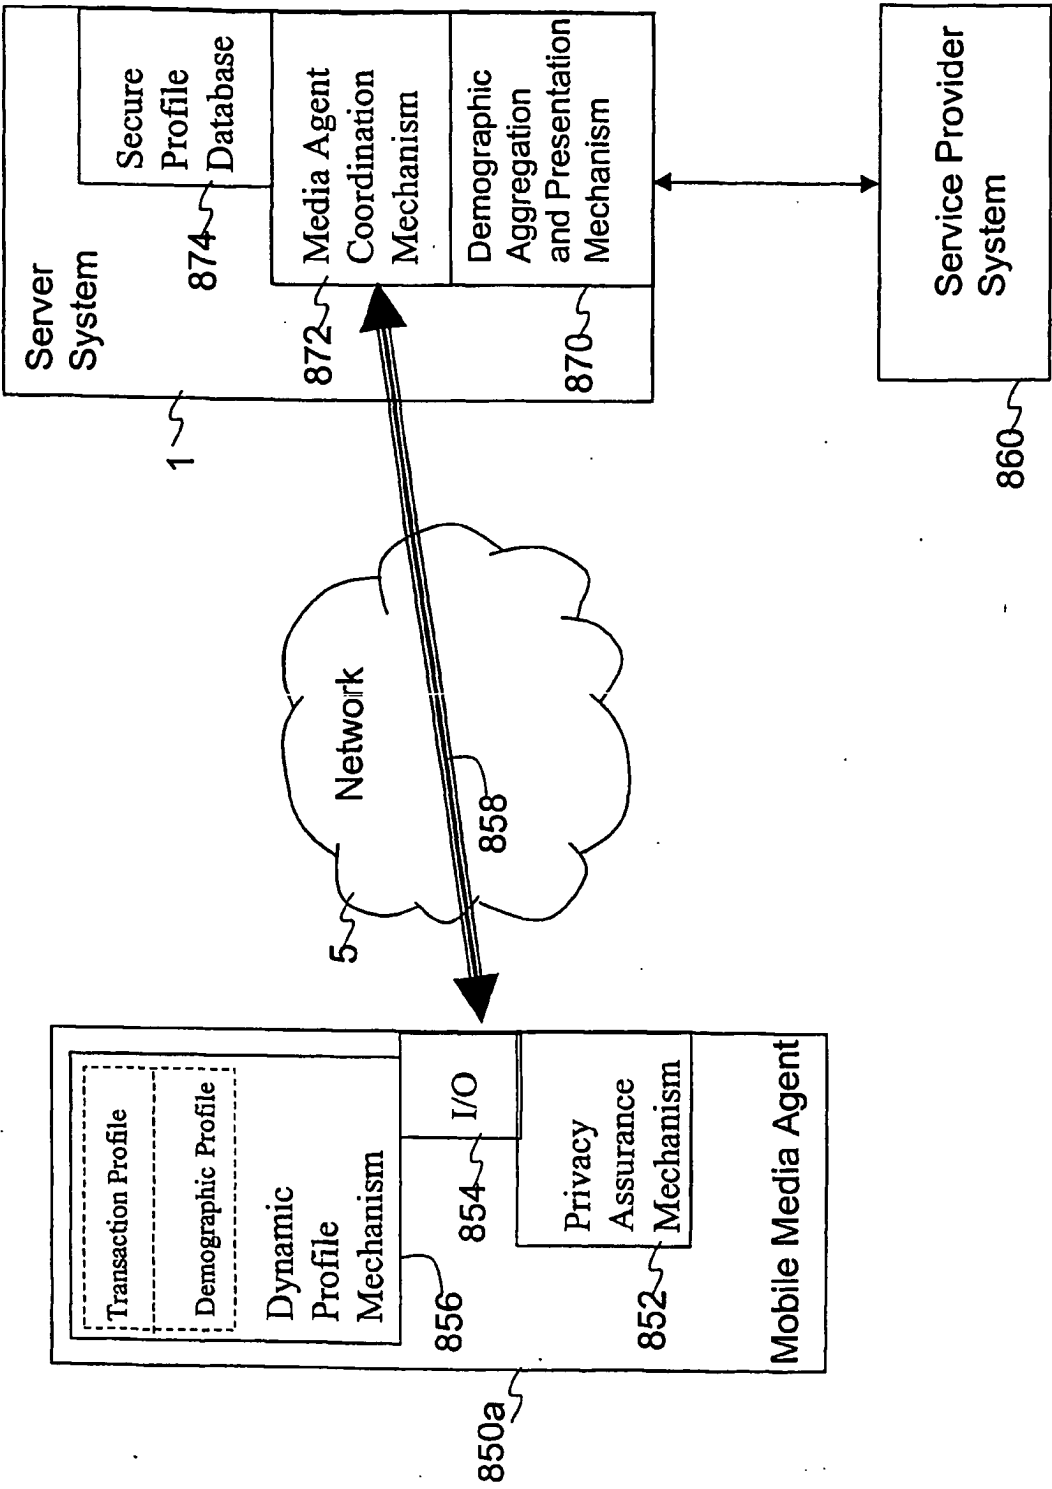 Transaction Profile
Demographic Profile
Dynamic
Profile
Mechanism
856
I/O
854
Privacy
Assurance
Mechanism
852
Mobile Media Agent
850a
Network
5
858
Server
System
1
Secure
Profile
Database
874
Media Agent
Coordination
Mechanism
872
Demographic
Aggregation
and Presentation
Mechanism
870
Service Provider
System
860